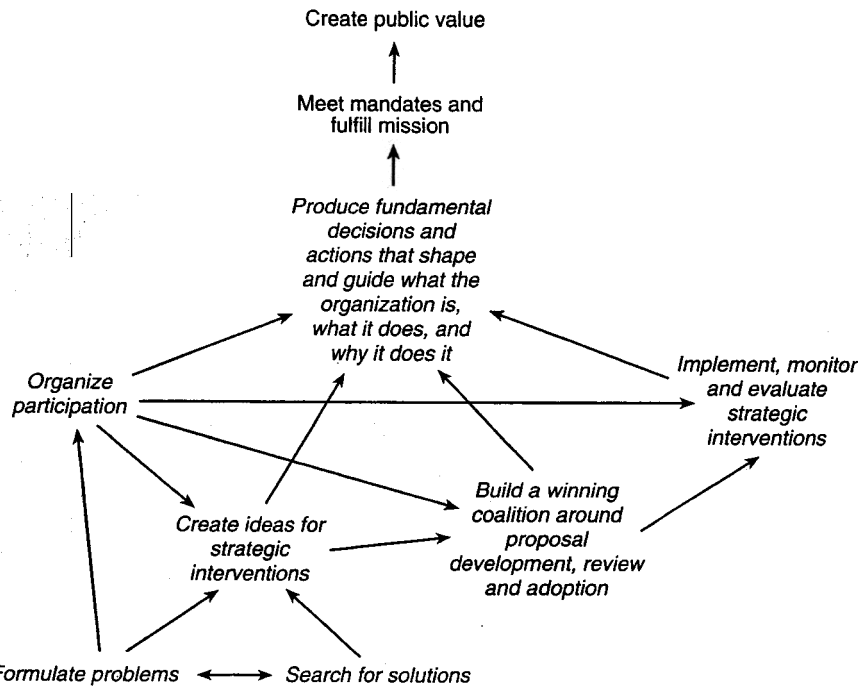 Create public value
Meet mandates and
fulfill mission
Produce fundamental
decisions and
actions that shape
and guide what the
organization is,
what it does, and
why it does it
Organize
participation
Implement, monitor
and evaluate
strategic
interventions
Create ideas for
strategic
interventions
Build a winning
coalition around
proposal
development, review
and adoption
Formulate problems
Search for solutions